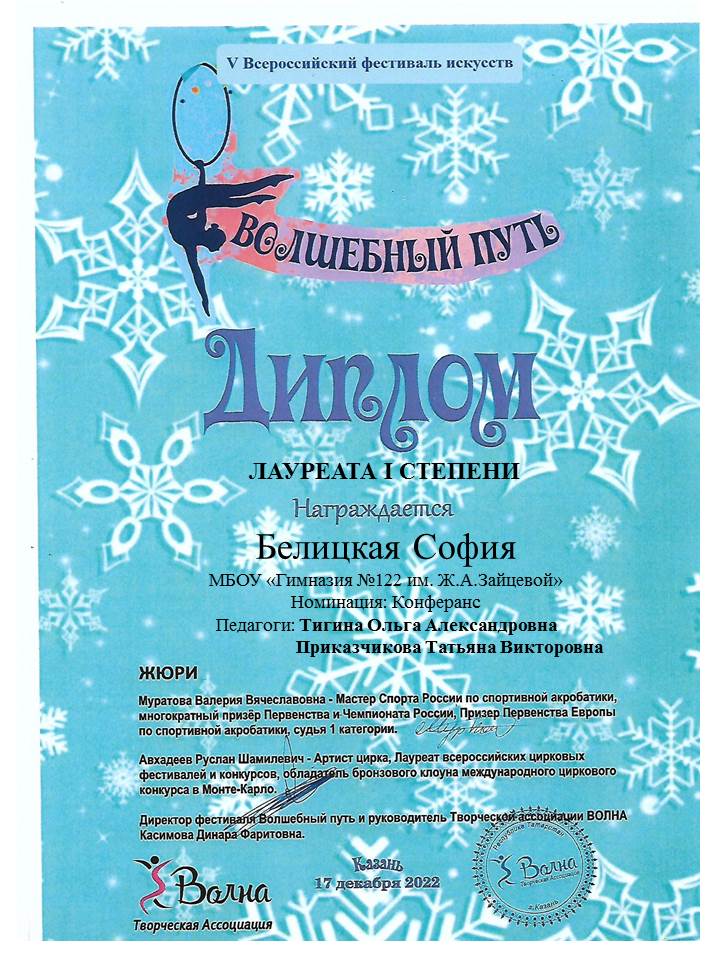 V Всероссийский фестиваль искусств
ВОЛШЕБНЫЙ ПУТЬ
Диплом
ЛАУРЕАТА I СТЕПЕНИ
Награждается
Белицкая София
МБОУ «Гимназия №122 им. Ж.А.Зайцевой»
Номинация: Конферанс
Педагоги: Тигина Ольга Александровна
Приказчикова Татьяна Викторовна
ЖЮРИ
Муратова Валерия Вячеславовна - Мастер Спорта России по спортивной акробатики,
многократный призёр Первенства и Чемпионата России, Призер Первенства Европы
по спортивной акробатики, судья 1 категории.
Авхадеев Руслан Шамилевич - Артист цирка, Лауреат всероссийских цирковых
фестивалей и конкурсов, обладатель бронзового клоуна международного циркового
конкурса в Монте-Карло.
Директор фестиваля Волшебный путь и руководитель Творческой ассоциации ВОЛНА
Касимова Динара Фаритовна.
Казань
17 декабря 2022
Волна
Творческая Ассоциация
Республика Татарстан
Волна
Творческая Ассоциация
г.Казань